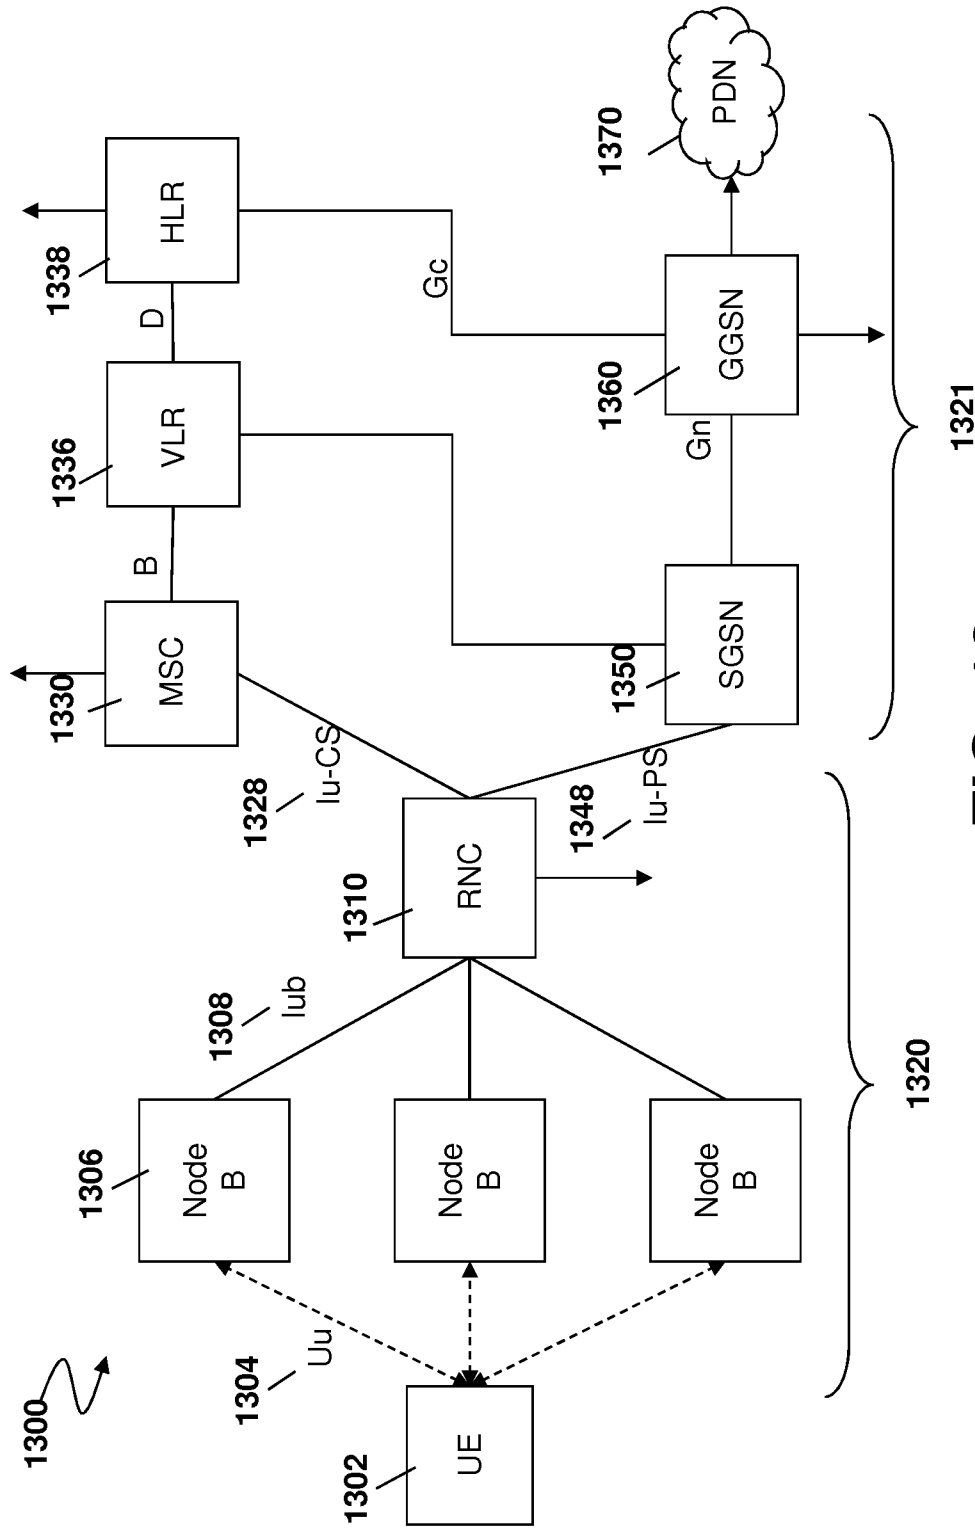 1300
1302
UE
1304
Uu
1306
Node
B
Node
B
Node
B
1308
Iub
1310
RNC
1320
1328
Iu-CS
1348
Iu-PS
1330
MSC
B
1336
VLR
D
1338
HLR
1350
SGSN
Gn
1360
GGSN
Gc
1370
PDN
1321